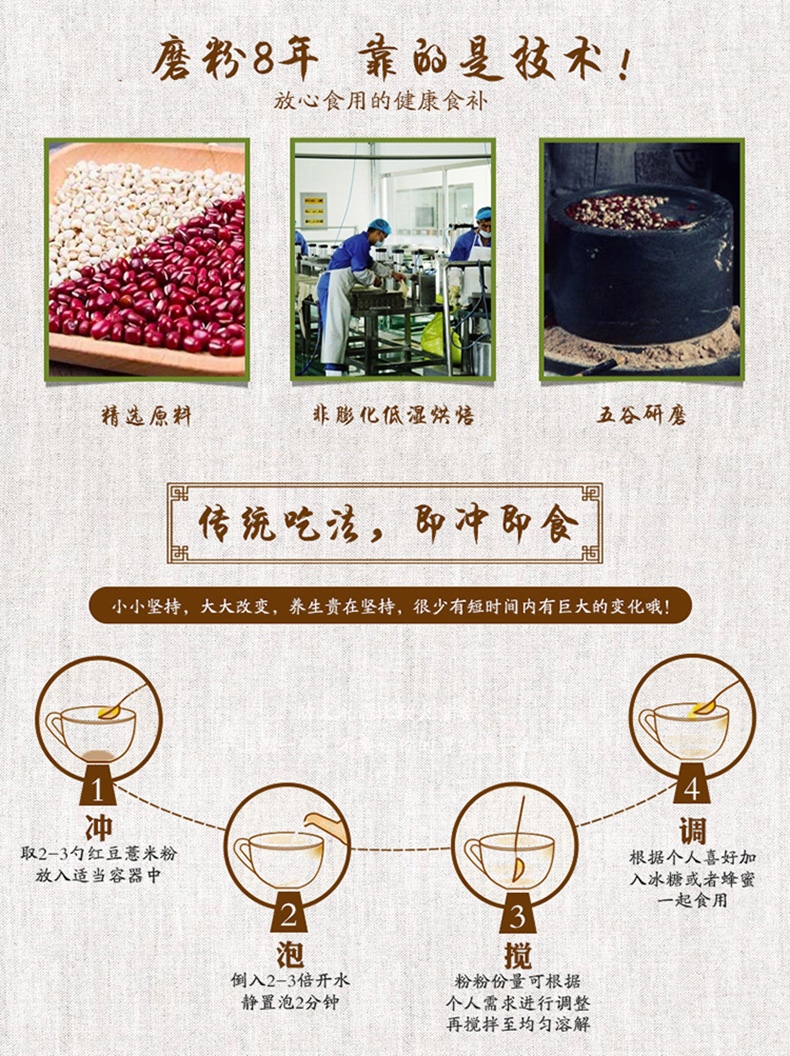 磨粉8年 靠的是技术!
放心食用的健康食补
精选原料
非膨化低湿烘焙
五谷研磨
传统吃法，即冲即食
小小坚持，大大改变，养生贵在坚持，很少有短时间内有巨大的变化哦!
1
冲
取2-3勺红豆薏米粉
放入适当容器中
2
泡
倒入2-3倍开水
静置泡2分钟
3
搅
粉粉份量可根据
个人需求进行调整
再搅拌至均匀溶解
4
调
根据个人喜好加
入冰糖或者蜂蜜
一起食用